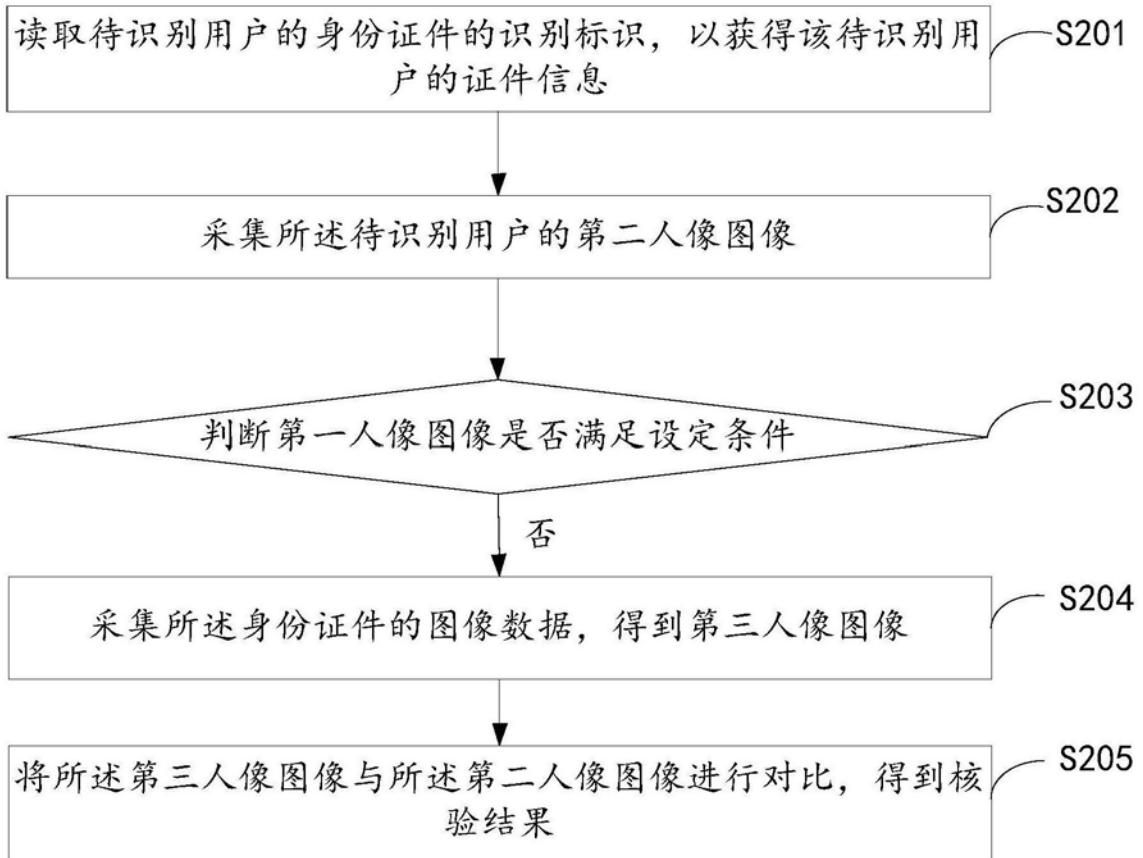 读取待识别用户的身份证件的识别标识，以获得该待识别用
户的证件信息
S201
采集所述待识别用户的第二人像图像
S202
判断第一人像图像是否满足设定条件
S203
否
采集所述身份证件的图像数据，得到第三人像图像
S204
将所述第三人像图像与所述第二人像图像进行对比，得到核
验结果
S205